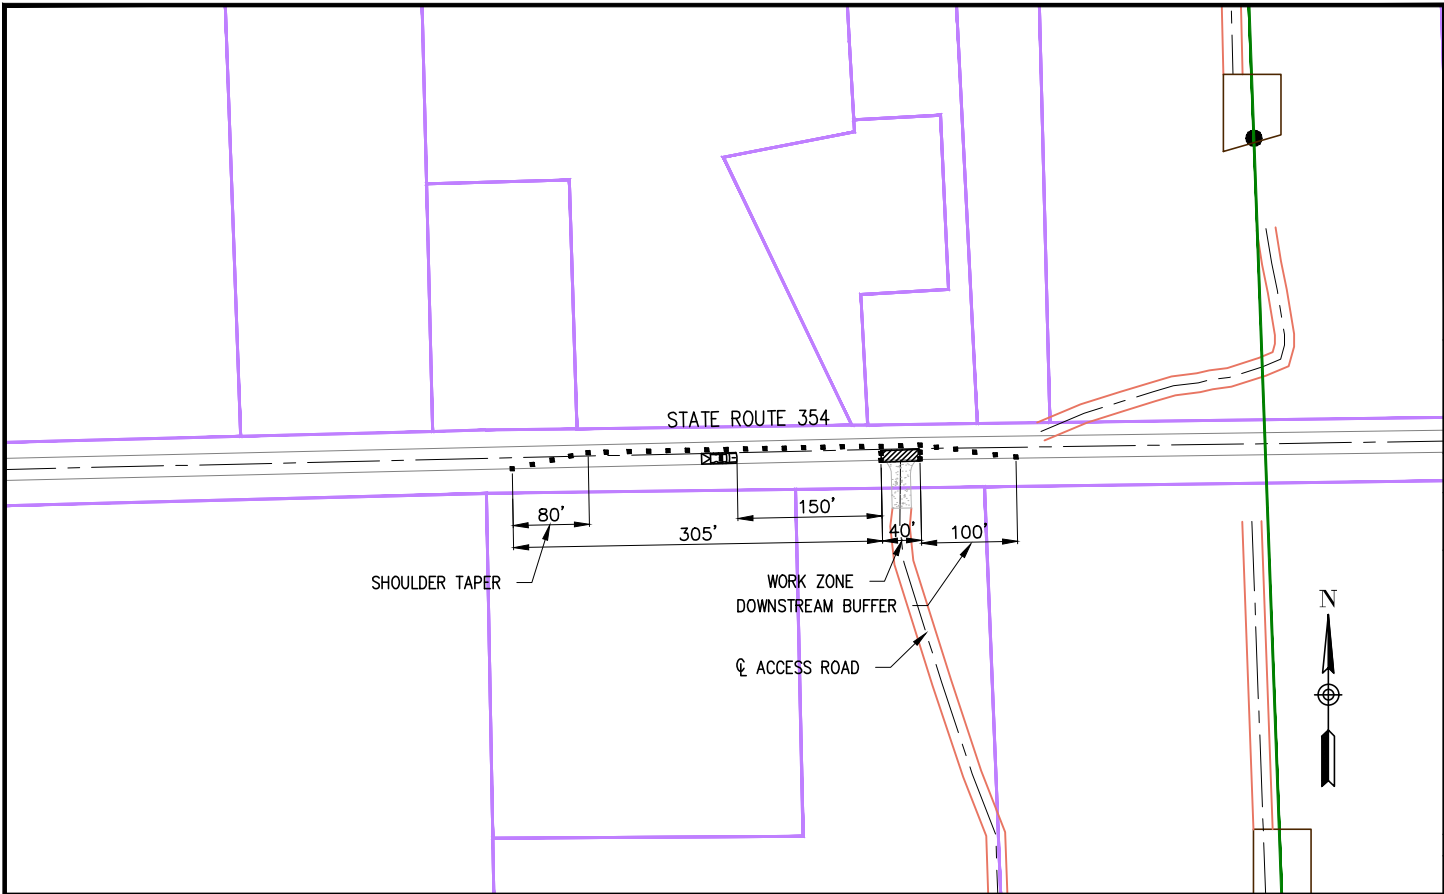 STATE ROUTE 354
80'
150'
305'
40'
100'
SHOULDER TAPER
WORK ZONE
DOWNSTREAM BUFFER
℄ ACCESS ROAD
N